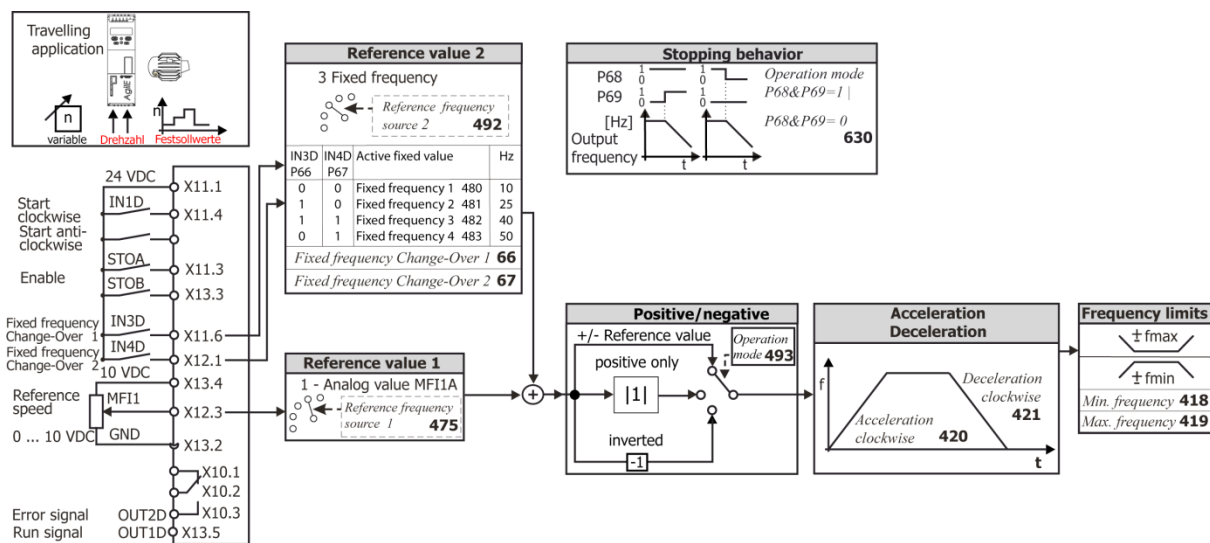 Travelling
application
AgilE
n
n
variable
Drehzahl
Festsollwerte
24 VDC
X11.1
Start
clockwise
IN1D
X11.4
Start anti-
clockwise
Enable
STOA
X11.3
STOB
X13.3
Fixed frequency
Change-Over 1
IN3D
X11.6
Fixed frequency
Change-Over 2
IN4D
X12.1
10 VDC
X13.4
Reference
speed
MFI1
X12.3
0 ... 10 VDC
GND
X13.2
X10.1
X10.2
X10.3
Error signal OUT2D
Run signal OUT1D X13.5
Reference value 2
3 Fixed frequency
Reference frequency
source 2 492
IN3D IN4D Active fixed value Hz
P66 P67
0 0 Fixed frequency 1 480 10
1 0 Fixed frequency 2 481 25
1 1 Fixed frequency 3 482 40
0 1 Fixed frequency 4 483 50
Fixed frequency Change-Over 1 66
Fixed frequency Change-Over 2 67
Reference value 1
1 - Analog value MFI1A
Reference frequency
source 1 475
+
Stopping behavior
P68 1 0 1 0
P69 1 0 1 0
Operation mode
P68&P69=1 |
P68&P69= 0
630
[Hz]
Output
frequency
t
t
Positive/negative
+/- Reference value
Operation
mode 493
positive only
|1|
inverted
-1
Acceleration
Deceleration
f
Deceleration
clockwise
421
Acceleration
clockwise 420
t
Frequency limits
± fmax
± fmin
Min. frequency 418
Max. frequency 419